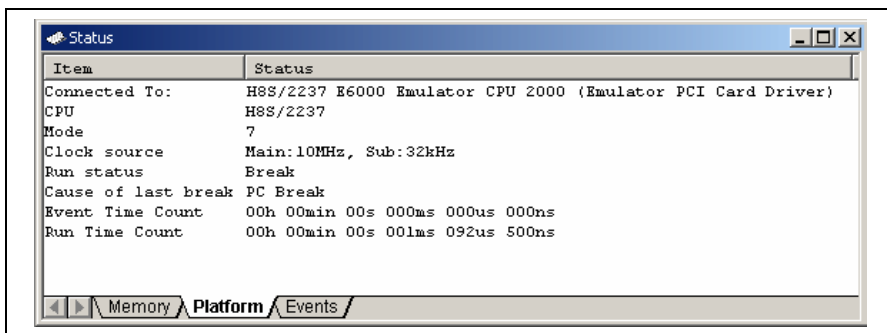 Status
Item Status
Connected To: H8S/2237 E6000 Emulator CPU 2000 (Emulator PCI Card Driver)
CPU H8S/2237
Mode 7
Clock source Main:10MHz, Sub:32kHz
Run status Break
Cause of last break PC Break
Event Time Count 00h 00min 00s 000ms 000us 000ns
Run Time Count 00h 00min 00s 001ms 092us 500ns
Memory Platform Events